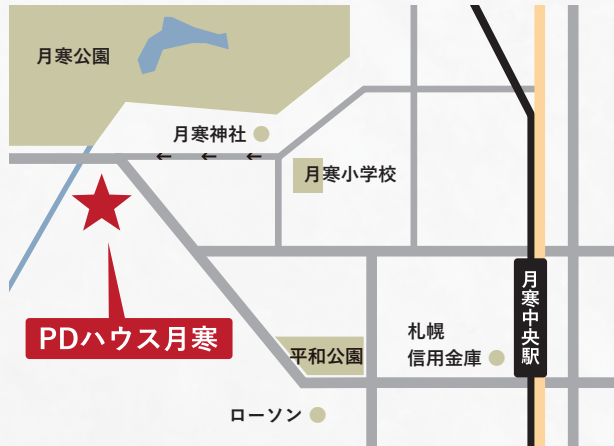 月寒公園
月寒神社
月寒小学校
月寒中央駅
PDハウス月寒
札幌
信用金庫
平和公園
ローソン